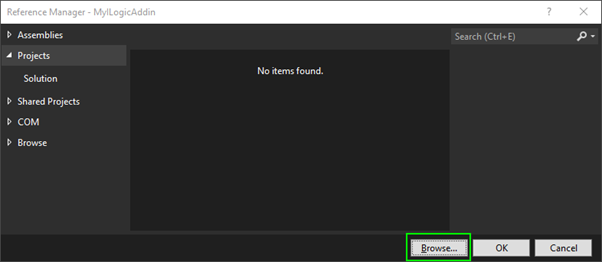 Reference Manager - MyILogicAddin
? ×
Assemblies
Search (Ctrl+E)
Projects
No items found.
Solution
Shared Projects
COM
Browse
Browse... OK Cancel